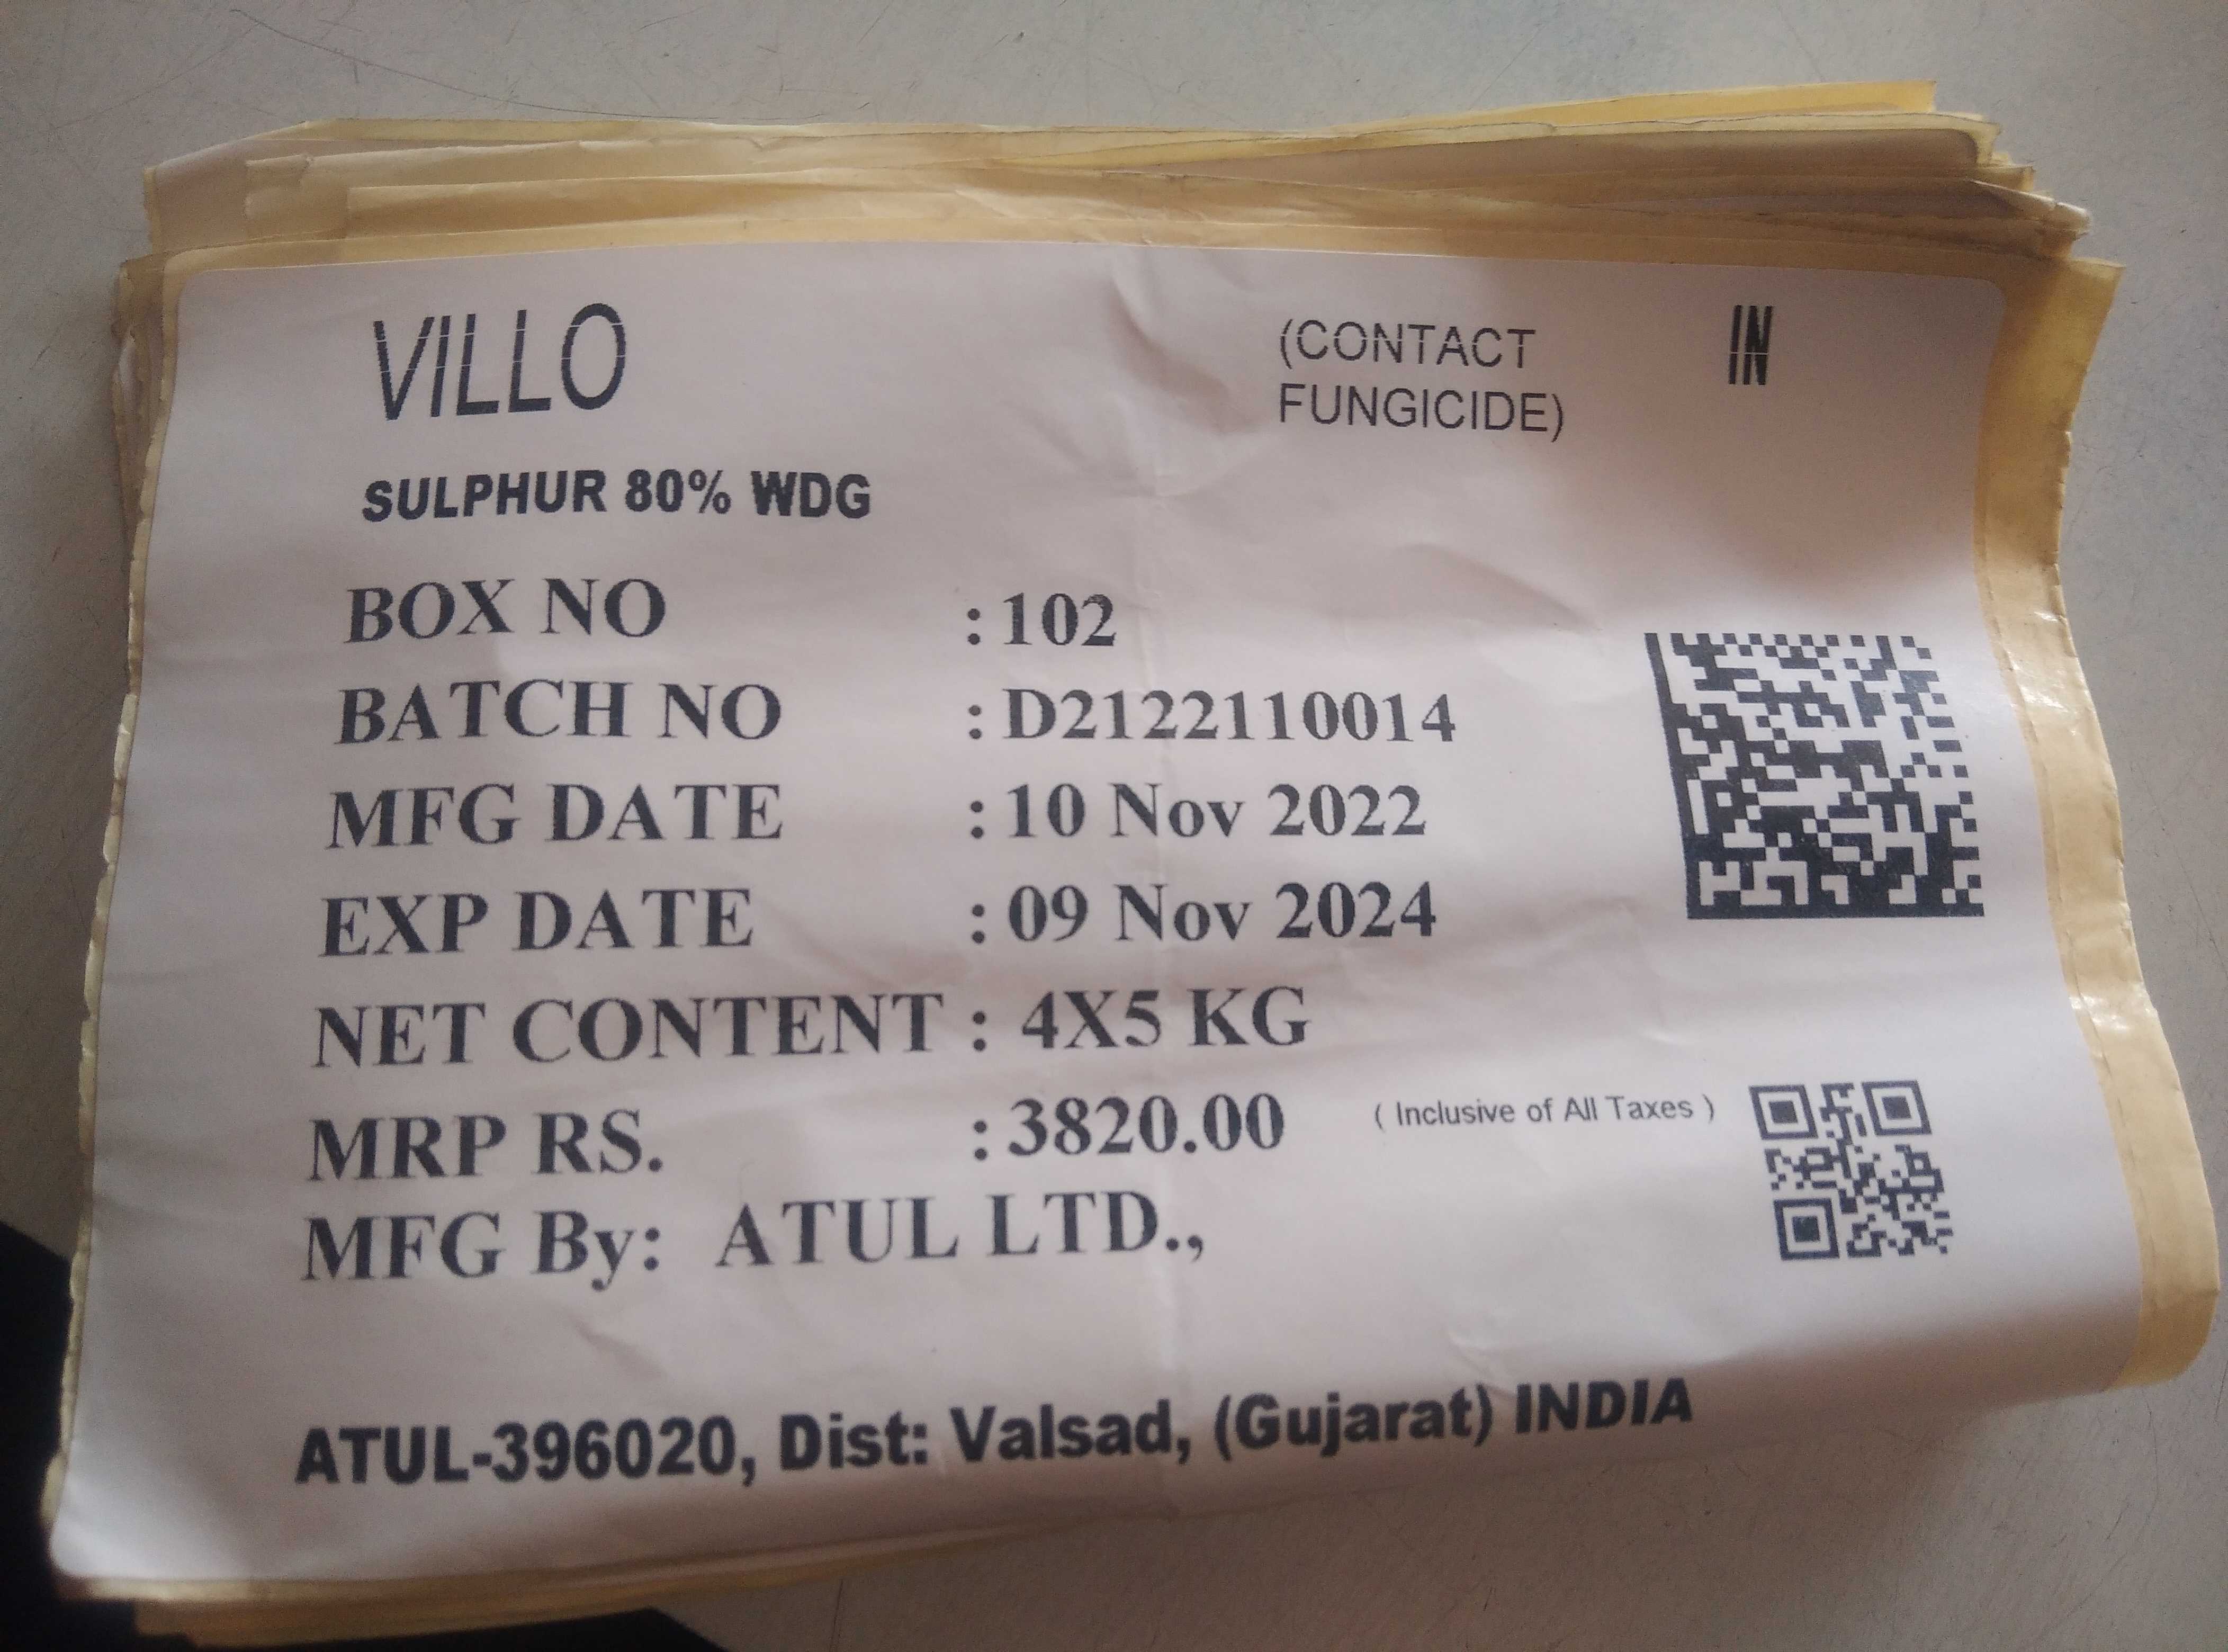 VILLO
(CONTACT
FUNGICIDE)
IN
SULPHUR 80% WDG
BOX NO : 102
BATCH NO : D2122110014
MFG DATE : 10 Nov 2022
EXP DATE : 09 Nov 2024
NET CONTENT : 4X5 KG
MRP RS. : 3820.00 ( Inclusive of All Taxes )
MFG By: ATUL LTD.,
ATUL-396020, Dist: Valsad, (Gujarat) INDIA